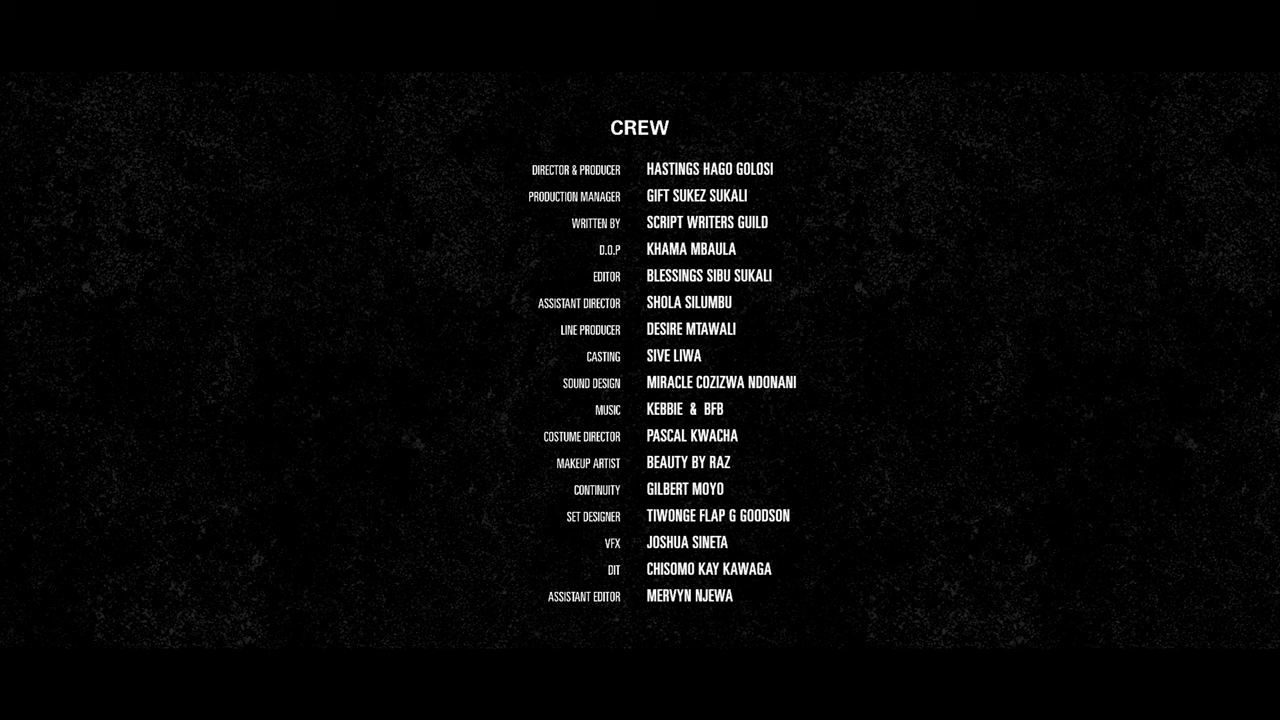 CREW
DIRECTOR & PRODUCER HASTINGS HAGO GOLOSI
PRODUCTION MANAGER GIFT SUKEZ SUKALI
WRITTEN BY SCRIPT WRITERS GUILD
D.O.P KHAMA MBAULA
EDITOR BLESSINGS SIBU SUKALI
ASSISTANT DIRECTOR SHOLA SILUMBU
LINE PRODUCER DESIRE MTAWALI
CASTING SIVE LIWA
SOUND DESIGN MIRACLE COZIZWA NDONANI
MUSIC KEBBIE & BFB
COSTUME DIRECTOR PASCAL KWACHA
MAKEUP ARTIST BEAUTY BY RAZ
CONTINUITY GILBERT MOYO
SET DESIGNER TIWONGE FLAP G GOODSON
VFX JOSHUA SINETA
DIT CHISOMO KAY KAWAGA
ASSISTANT EDITOR MERVYN NJEWA